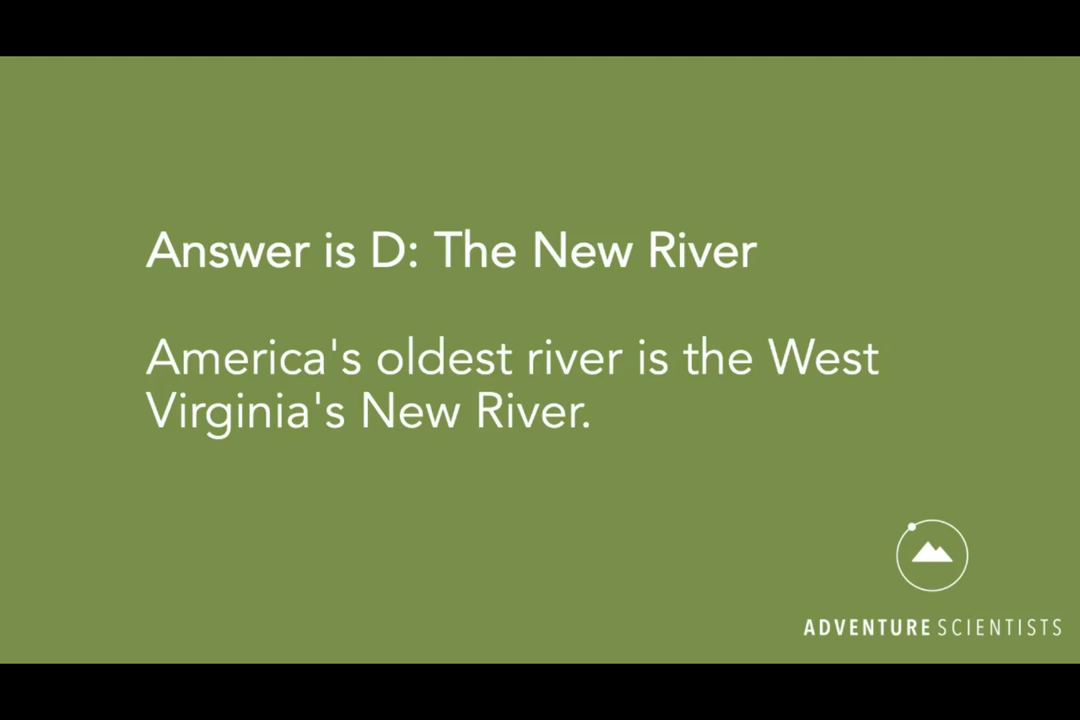 Answer is D: The New River
America's oldest river is the West
Virginia's New River.
ADVENTURE SCIENTISTS